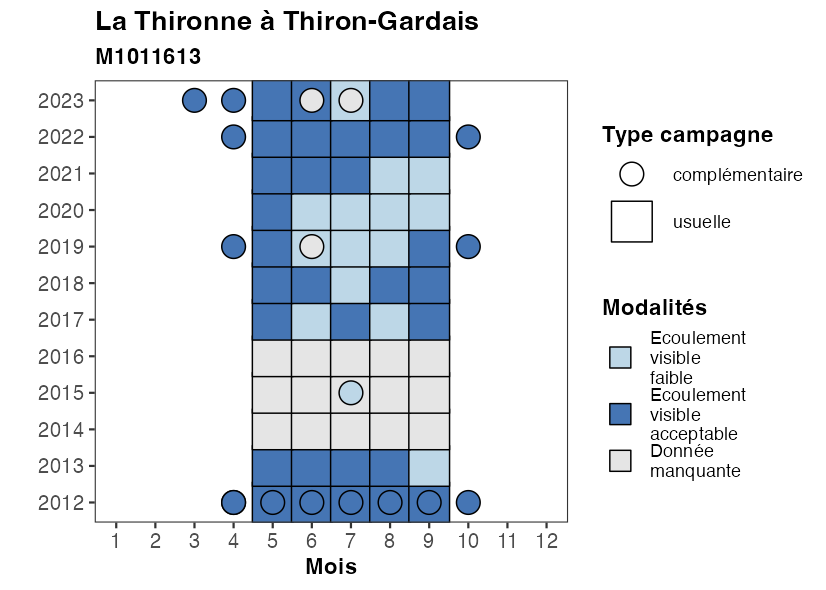 La Thironne à Thiron-Gardais
M1011613
2023
2022
2021
2020
2019
2018
2017
2016
2015
2014
2013
2012
1 2 3 4 5 6 7 8 9 10 11 12
Mois
Type campagne
complémentaire
usuelle
Modalités
Ecoulement
visible
faible
Ecoulement
visible
acceptable
Donnée
manquante